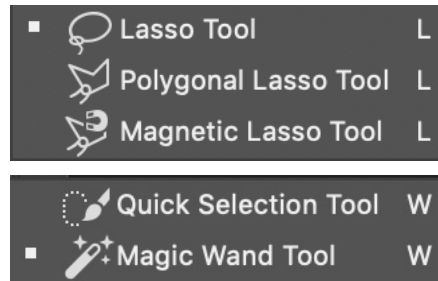 Lasso Tool L
Polygonal Lasso Tool L
Magnetic Lasso Tool L
Quick Selection Tool W
Magic Wand Tool W